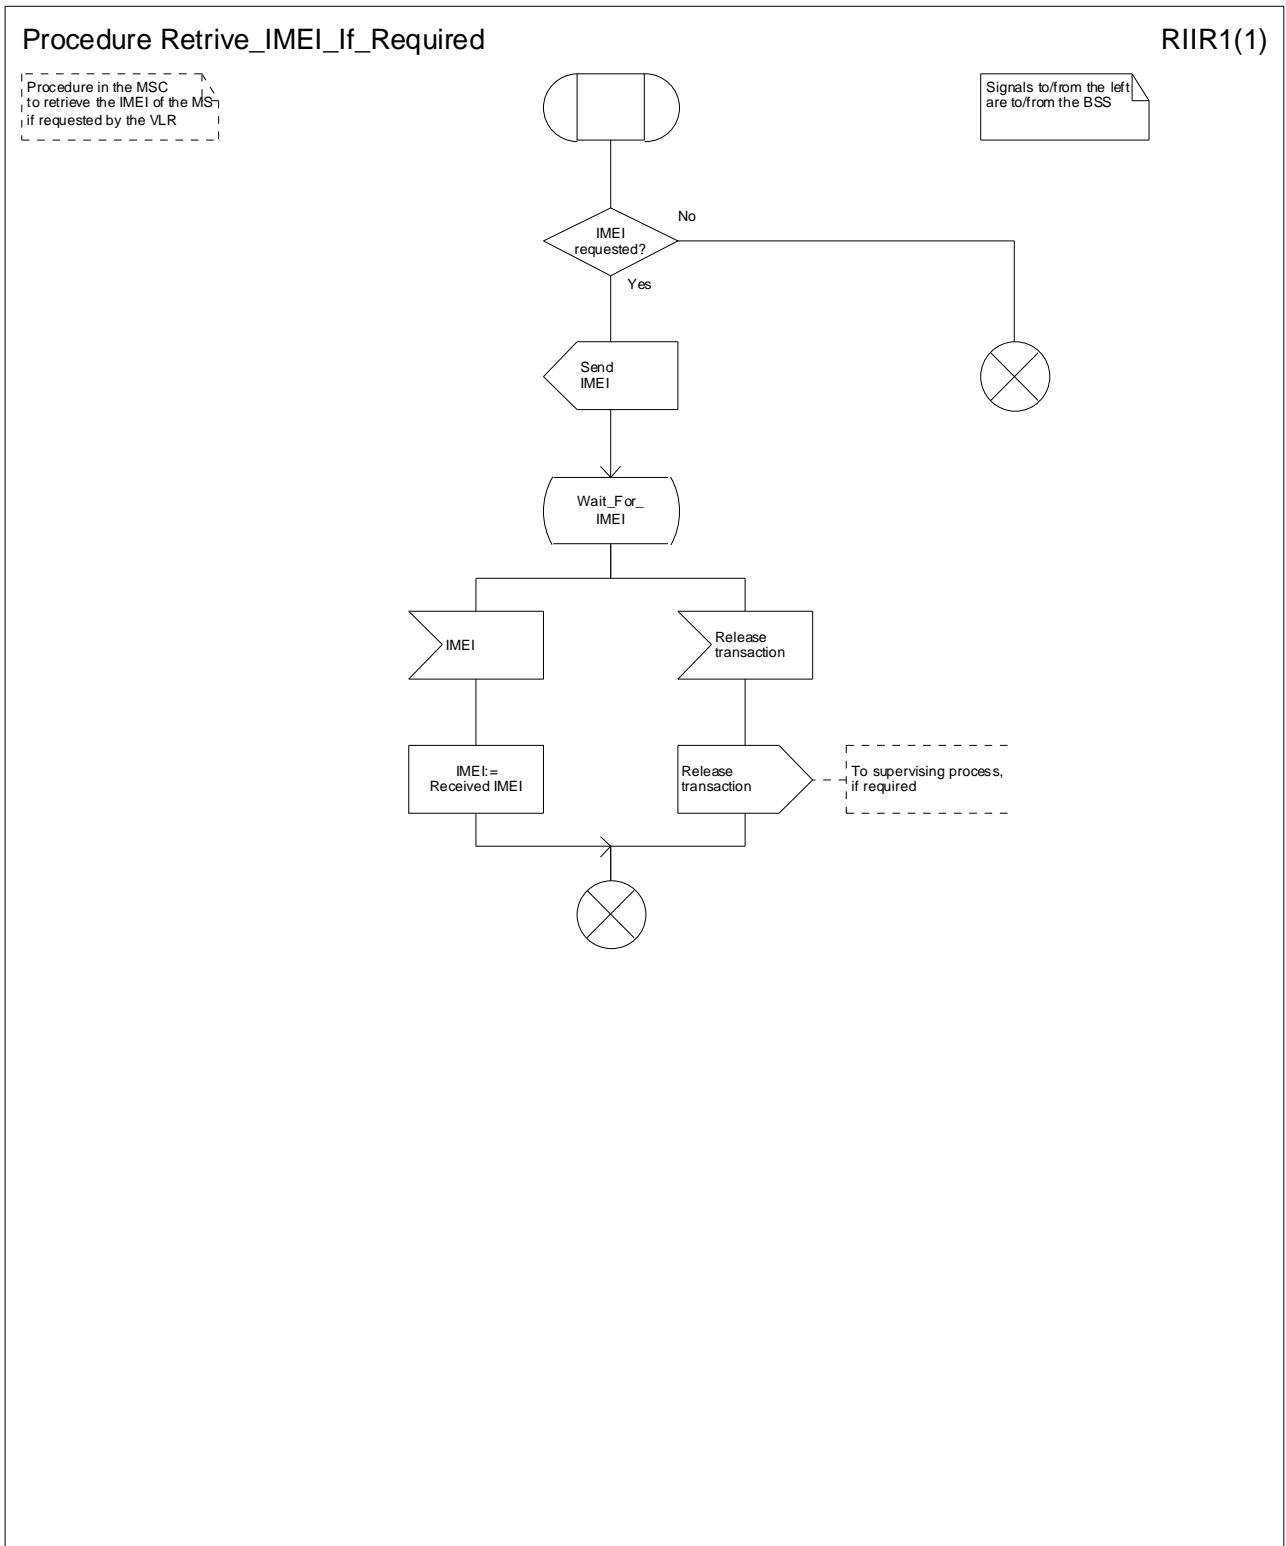 Procedure Retrive_IMEI_If_Required
RIIR1(1)
Procedure in the MSC
to retrieve the IMEI of the MS
if requested by the VLR
Signals to/from the left
are to/from the BSS
No
IMEI
requested?
Yes
Send
IMEI
Wait_For_
IMEI
IMEI
Release
transaction
IMEI:=
Received IMEI
Release
transaction
To supervising process,
if required